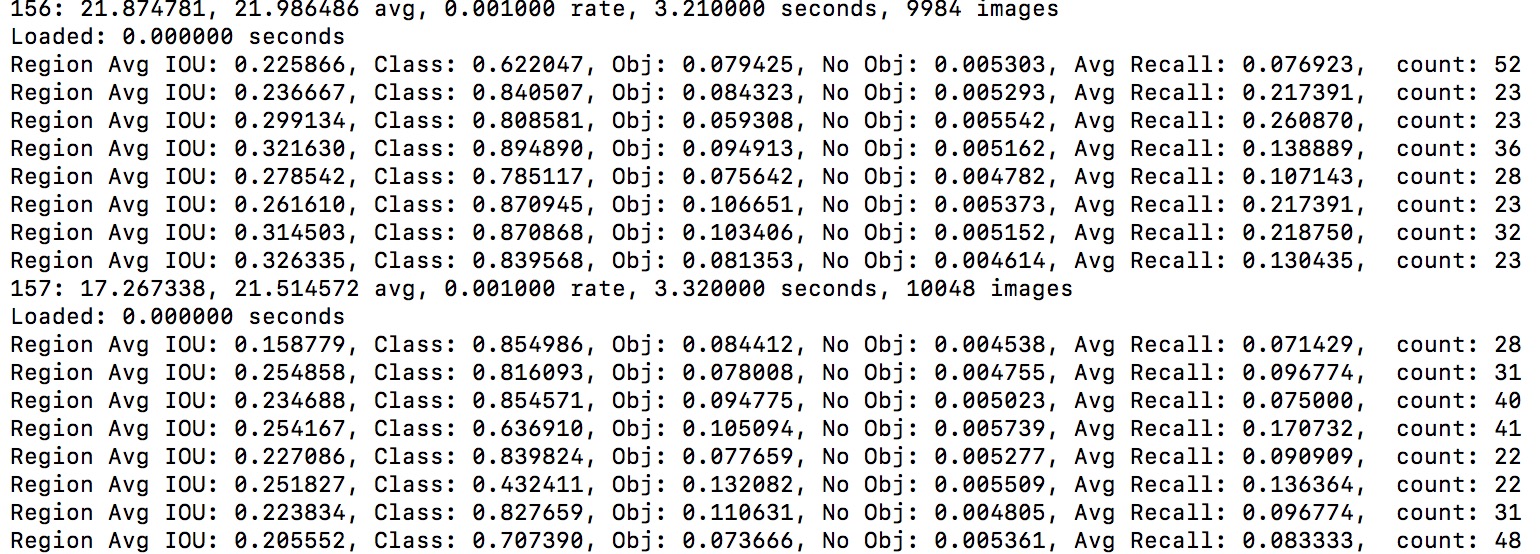 156: 21.874781, 21.986486 avg, 0.001000 rate, 3.210000 seconds, 9984 images
Loaded: 0.000000 seconds
Region Avg IOU: 0.225866, Class: 0.622047, Obj: 0.079425, No Obj: 0.005303, Avg Recall: 0.076923,  count: 52
Region Avg IOU: 0.236667, Class: 0.840507, Obj: 0.084323, No Obj: 0.005293, Avg Recall: 0.217391,  count: 23
Region Avg IOU: 0.299134, Class: 0.808581, Obj: 0.059308, No Obj: 0.005542, Avg Recall: 0.260870,  count: 23
Region Avg IOU: 0.321630, Class: 0.894890, Obj: 0.094913, No Obj: 0.005162, Avg Recall: 0.138889,  count: 36
Region Avg IOU: 0.278542, Class: 0.785117, Obj: 0.075642, No Obj: 0.004782, Avg Recall: 0.107143,  count: 28
Region Avg IOU: 0.261610, Class: 0.870945, Obj: 0.106651, No Obj: 0.005373, Avg Recall: 0.217391,  count: 23
Region Avg IOU: 0.314503, Class: 0.870868, Obj: 0.103406, No Obj: 0.005152, Avg Recall: 0.218750,  count: 32
Region Avg IOU: 0.326335, Class: 0.839568, Obj: 0.081353, No Obj: 0.004614, Avg Recall: 0.130435,  count: 23
157: 17.267338, 21.514572 avg, 0.001000 rate, 3.320000 seconds, 10048 images
Loaded: 0.000000 seconds
Region Avg IOU: 0.158779, Class: 0.854986, Obj: 0.084412, No Obj: 0.004538, Avg Recall: 0.071429,  count: 28
Region Avg IOU: 0.254858, Class: 0.816093, Obj: 0.078008, No Obj: 0.004755, Avg Recall: 0.096774,  count: 31
Region Avg IOU: 0.234688, Class: 0.854571, Obj: 0.094775, No Obj: 0.005023, Avg Recall: 0.075000,  count: 40
Region Avg IOU: 0.254167, Class: 0.636910, Obj: 0.105094, No Obj: 0.005739, Avg Recall: 0.170732,  count: 41
Region Avg IOU: 0.227086, Class: 0.839824, Obj: 0.077659, No Obj: 0.005277, Avg Recall: 0.090909,  count: 22
Region Avg IOU: 0.251827, Class: 0.432411, Obj: 0.132082, No Obj: 0.005509, Avg Recall: 0.136364,  count: 22
Region Avg IOU: 0.223834, Class: 0.827659, Obj: 0.110631, No Obj: 0.004805, Avg Recall: 0.096774,  count: 31
Region Avg IOU: 0.205552, Class: 0.707390, Obj: 0.073666, No Obj: 0.005361, Avg Recall: 0.083333,  count: 48